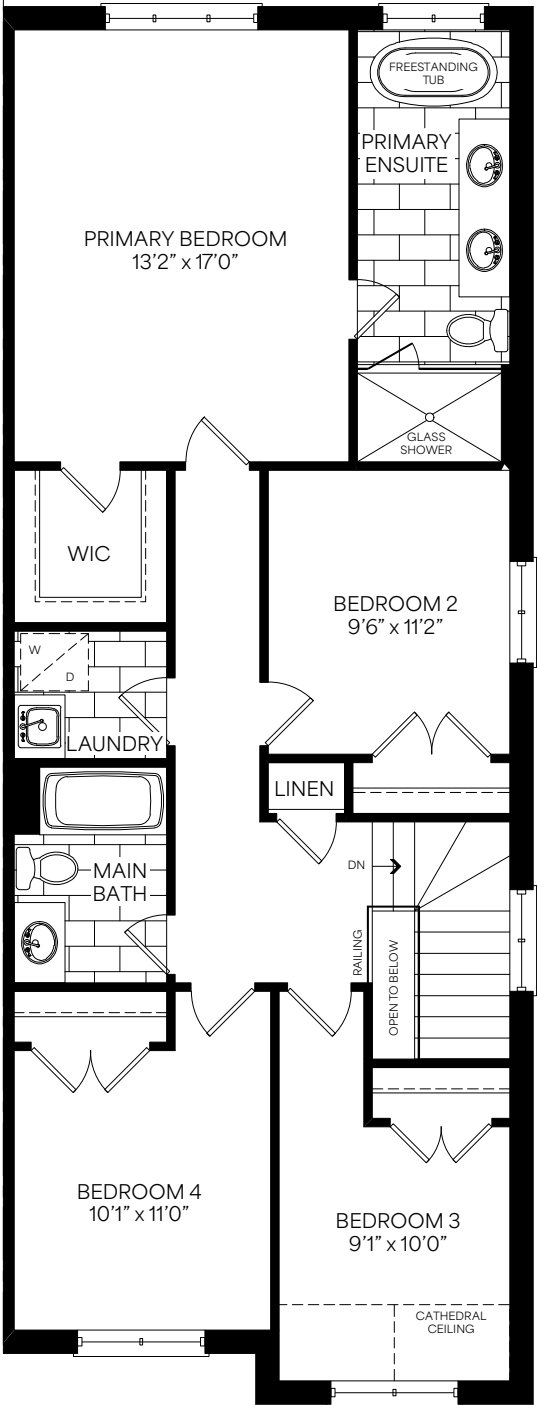 FREESTANDING
TUB
PRIMARY
ENSUITE
PRIMARY BEDROOM
13’2” x 17’0”
GLASS
SHOWER
WIC
BEDROOM 2
9’6” x 11’2”
W
D
LAUNDRY
LINEN
MAIN
BATH
DN
RAILING
OPEN TO BELOW
BEDROOM 4
10’1” x 11’0”
BEDROOM 3
9’1” x 10’0”
CATHEDRAL
CEILING